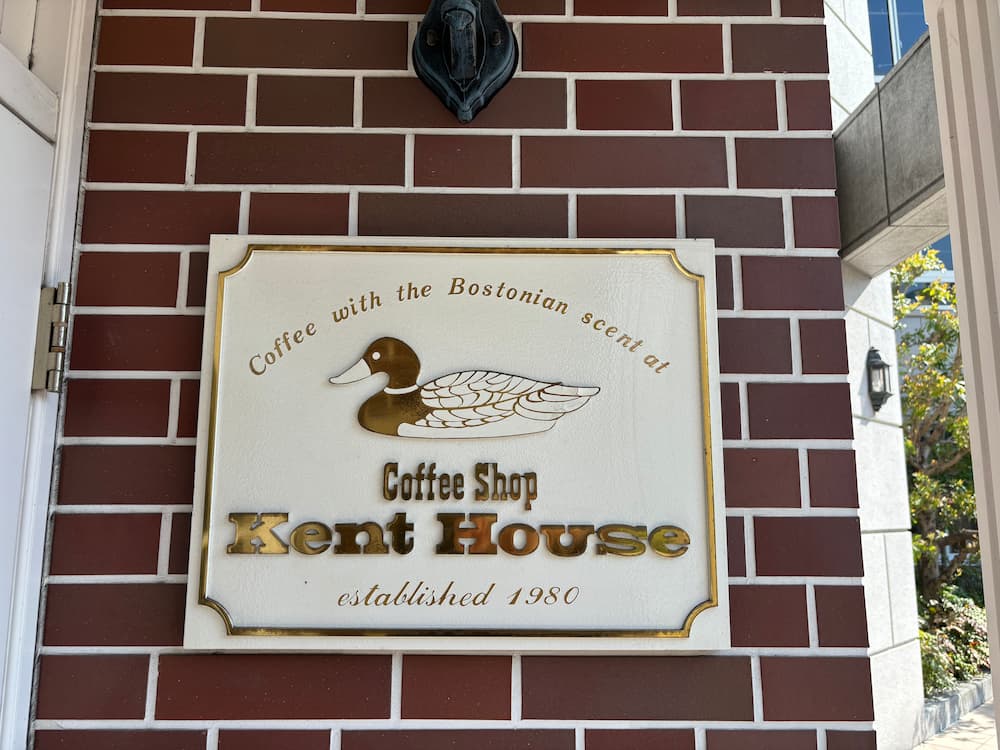 Coffee with the Bostonian scent at
Coffee Shop
Kent House
established 1980